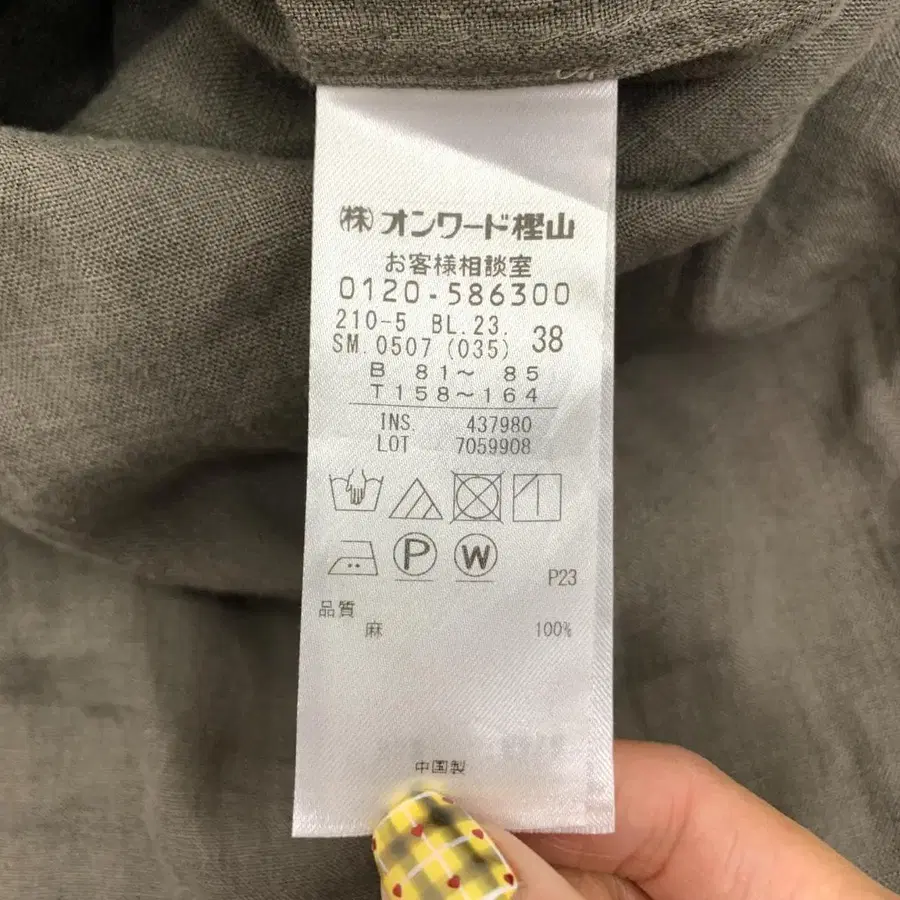 ㈱オンワード樫山
お客様相談室
0120-586300
210-5 BL.23. 38
SM.0507(035)
B 81～ 85
T 158～164
INS. 437980
LOT 7059908
P W
P23
品質
麻 100%
中国製